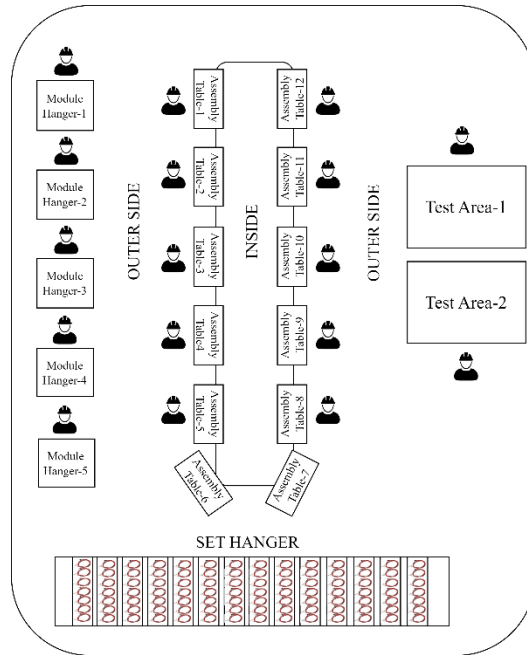 Module
Hanger-1
Module
Hanger-2
Module
Hanger-3
Module
Hanger-4
Module
Hanger-5
OUTER SIDE
Assembly
Table-1
Assembly
Table-2
Assembly
Table-3
Assembly
Table4
Assembly
Table-5
Assembly
Table-6
INSIDE
Assembly
Table-12
Assembly
Table-11
Assembly
Table-10
Assembly
Table-9
Assembly
Table-8
Assembly
Table-7
OUTER SIDE
Test Area-1
Test Area-2
SET HANGER